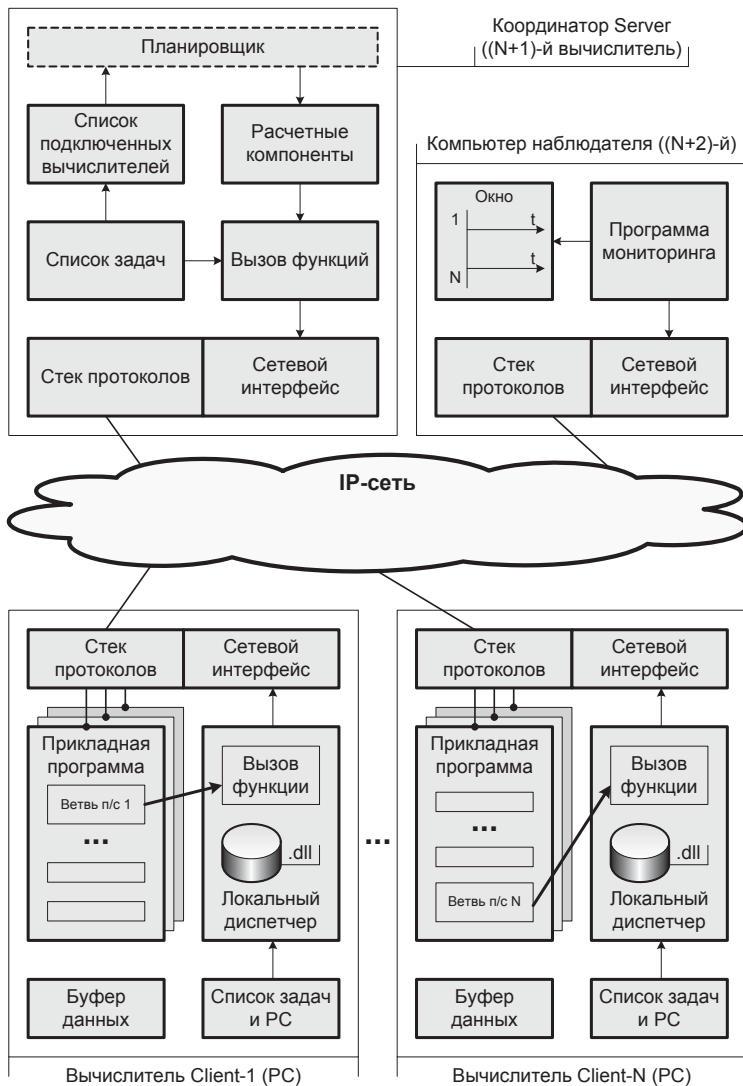 Планировщик
Координатор Server
((N+1)-й вычислитель)
Список
подключенных
вычислителей
Расчетные
компоненты
Список задач
Вызов функций
Стек протоколов
Сетевой
интерфейс
Компьютер наблюдателя ((N+2)-й)
Окно
1
t
t
N
Программа
мониторинга
Стек
протоколов
Сетевой
интерфейс
IP-сеть
Стек
протоколов
Сетевой
интерфейс
Прикладная
программа
Ветвь п/с 1
...
Вызов
функции
.dll
Локальный
диспетчер
Буфер
данных
Список задач
и PC
Вычислитель Client-1 (PC)
...
Стек
протоколов
Сетевой
интерфейс
Прикладная
программа
...
Ветвь п/с N
Вызов
функции
.dll
Локальный
диспетчер
Буфер
данных
Список задач
и PC
Вычислитель Client-N (PC)